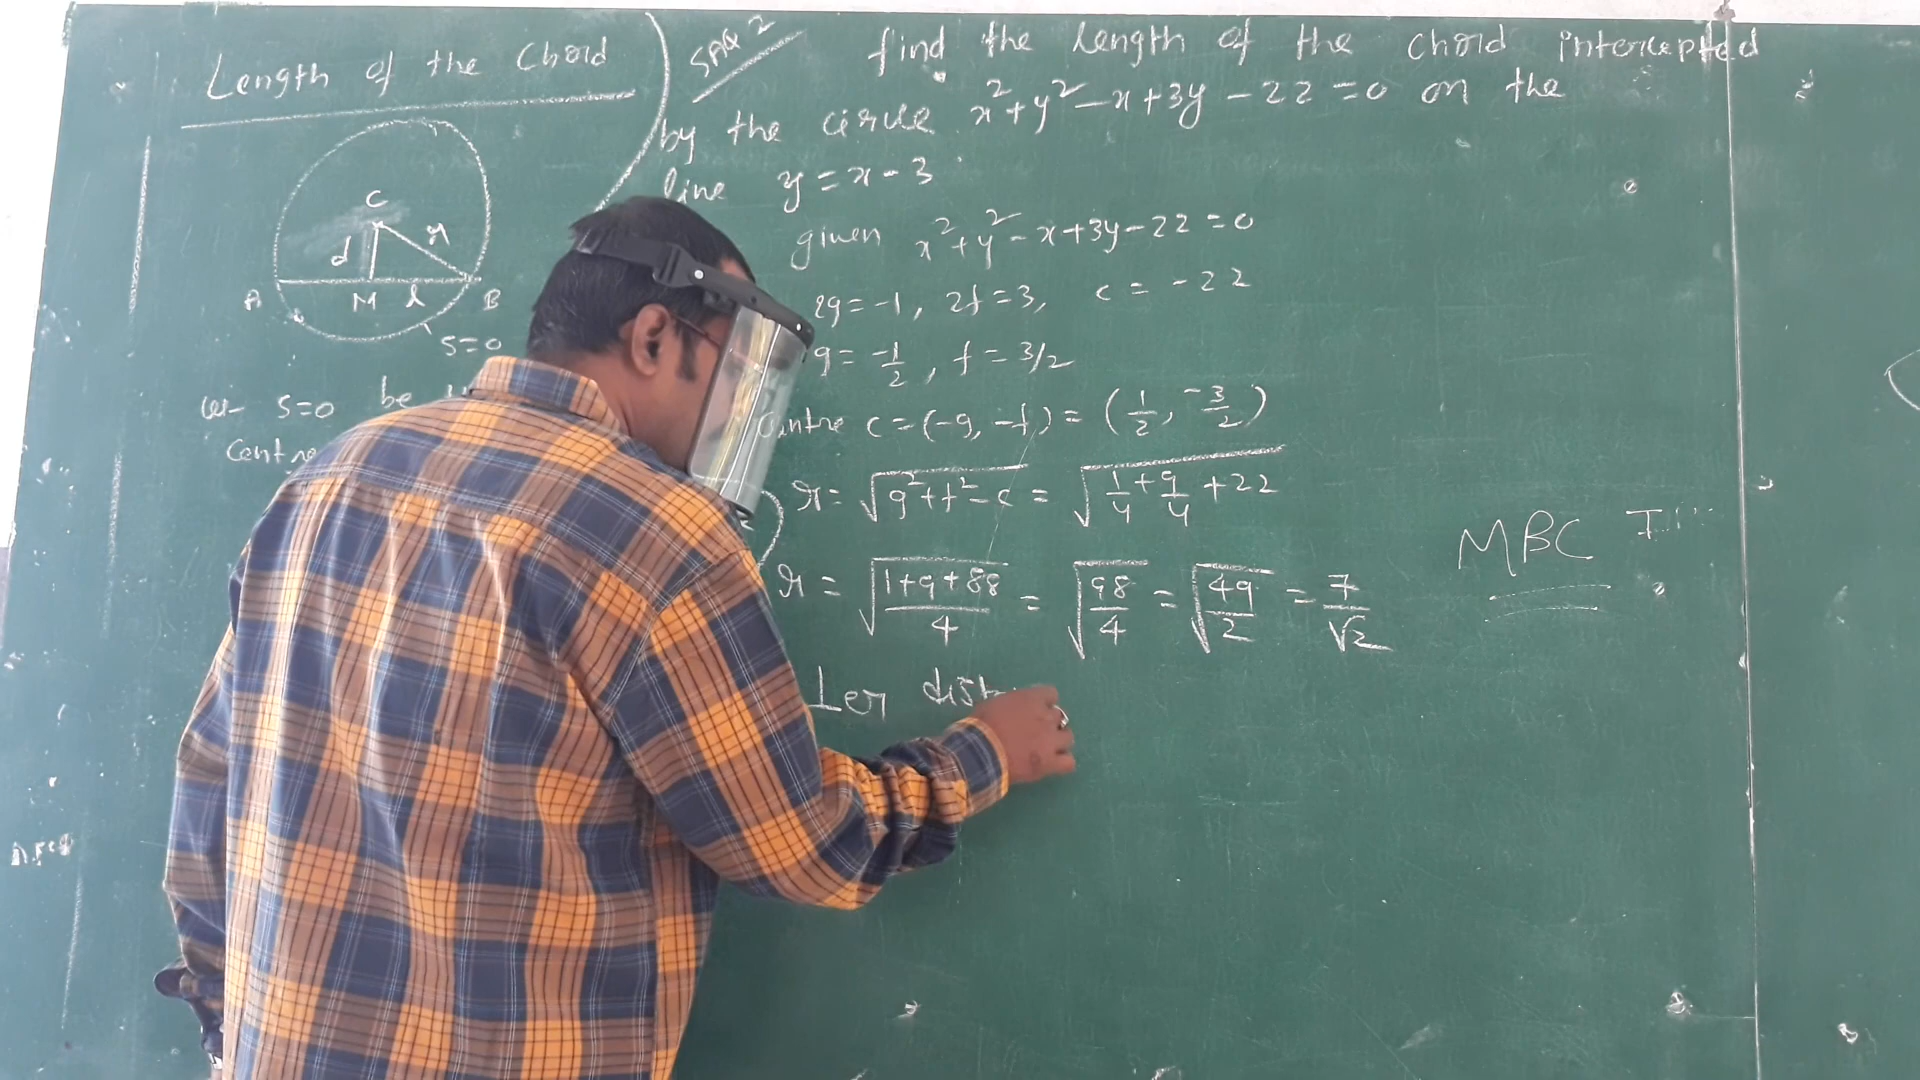 Length of the Chord
C
d r
A M l B
S=0
Let S=0 be
Centre
SAQ 2 find the length of the chord intercepted
by the circle x²+y²-x+3y-22=0 on the
line y=x-3
given x²+y²-x+3y-22=0
2g=-1, 2f=3, c=-22
g=-1/2, f=3/2
Centre c=(-g, -f)=(1/2, -3/2)
r=√(g²+f²-c)=√(1/4+9/4+22)
r=√((1+9+88)/4)=√(98/4)=√(49/2)=7/√2
⊥er dist
MBC